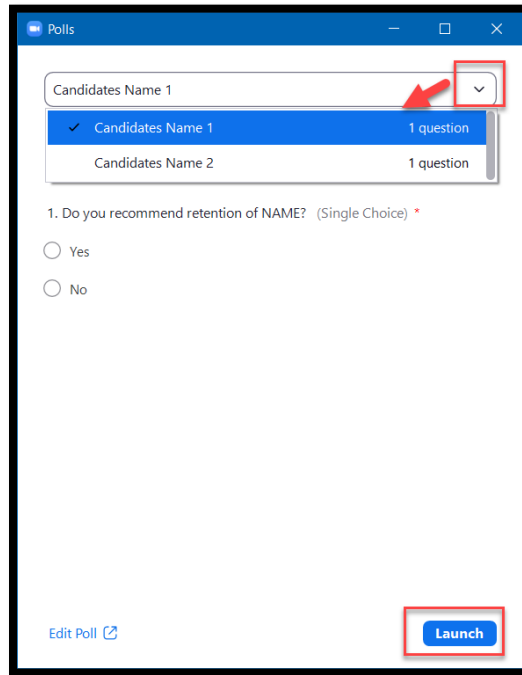 Polls
Candidates Name 1
Candidates Name 1 1 question
Candidates Name 2 1 question
1. Do you recommend retention of NAME? (Single Choice) *
Yes
No
Edit Poll Launch